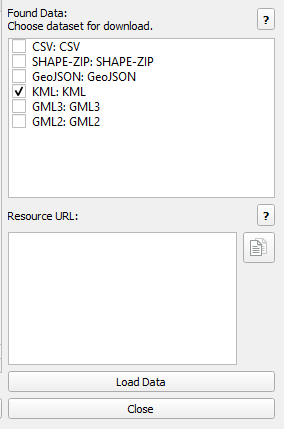 Found Data:
Choose dataset for download.
?
CSV: CSV
SHAPE-ZIP: SHAPE-ZIP
GeoJSON: GeoJSON
KML: KML
GML3: GML3
GML2: GML2
Resource URL:
?
Load Data
Close